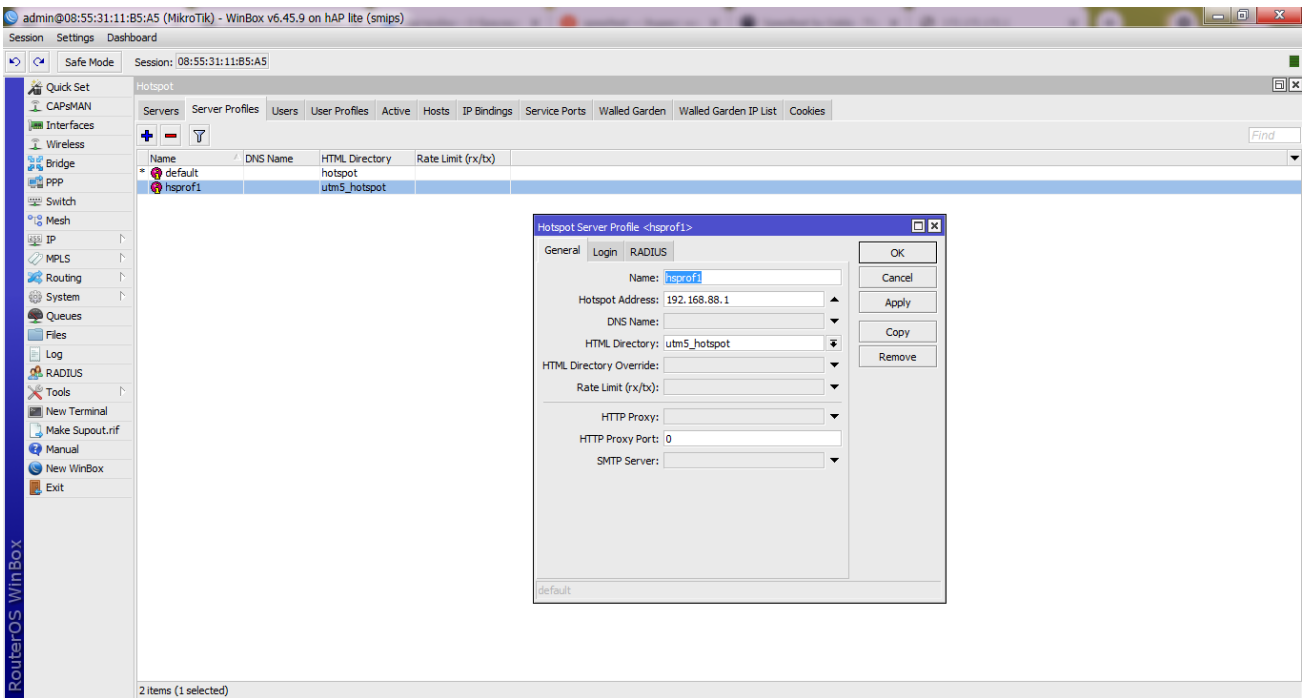 admin@08:55:31:11:B5:A5 (MikroTik) - WinBox v6.45.9 on hAP lite (smips)
Session Settings Dashboard
Safe Mode Session: 08:55:31:11:B5:A5
Quick Set
CAPsMAN
Interfaces
Wireless
Bridge
PPP
Switch
Mesh
IP
MPLS
Routing
System
Queues
Files
Log
RADIUS
Tools
New Terminal
Make Supout.rif
Manual
New WinBox
Exit
RouterOS WinBox
Hotspot
Servers Server Profiles Users User Profiles Active Hosts IP Bindings Service Ports Walled Garden Walled Garden IP List Cookies
Find
Name DNS Name HTML Directory Rate Limit (rx/tx)
* default hotspot
hsprof1 utm5_hotspot
Hotspot Server Profile <hsprof1>
General Login RADIUS
Name: hsprof1
Hotspot Address: 192.168.88.1
DNS Name:
HTML Directory: utm5_hotspot
HTML Directory Override:
Rate Limit (rx/tx):
HTTP Proxy:
HTTP Proxy Port: 0
SMTP Server:
OK
Cancel
Apply
Copy
Remove
default
2 items (1 selected)